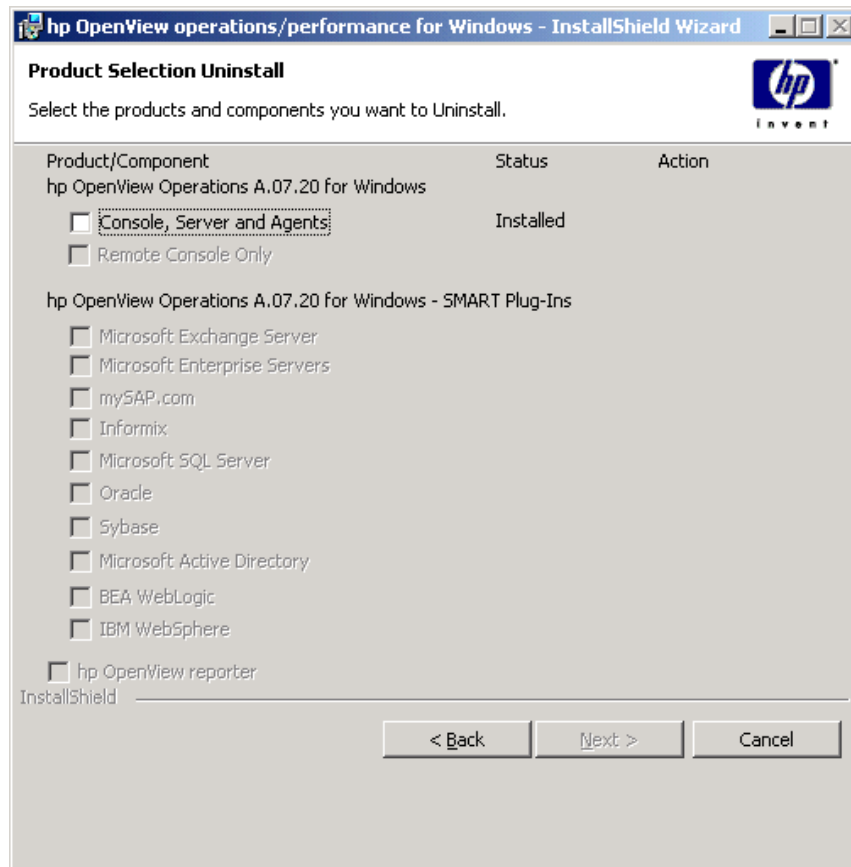 hp OpenView operations/performance for Windows - InstallShield Wizard
Product Selection Uninstall
Select the products and components you want to Uninstall.
hp
invent
Product/Component Status Action
hp OpenView Operations A.07.20 for Windows
Console, Server and Agents Installed
Remote Console Only
hp OpenView Operations A.07.20 for Windows - SMART Plug-Ins
Microsoft Exchange Server
Microsoft Enterprise Servers
mySAP.com
Informix
Microsoft SQL Server
Oracle
Sybase
Microsoft Active Directory
BEA WebLogic
IBM WebSphere
hp OpenView reporter
InstallShield
< Back Next > Cancel